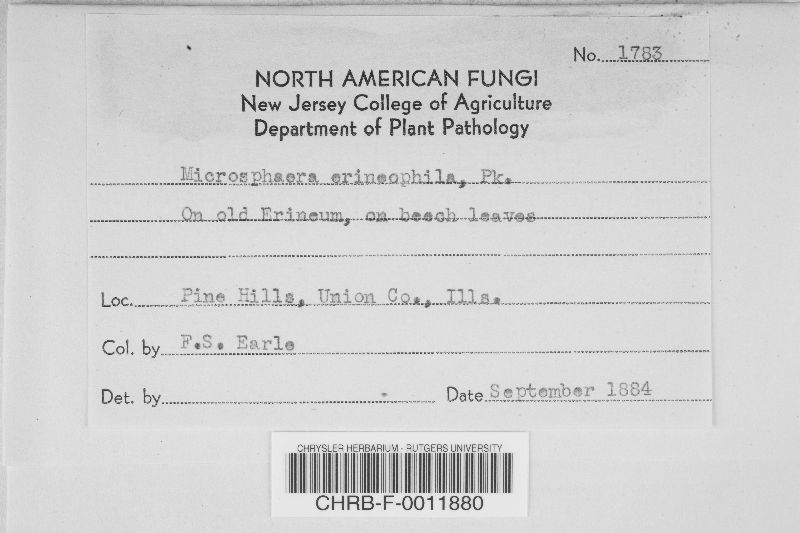 No. 1783
NORTH AMERICAN FUNGI
New Jersey College of Agriculture
Department of Plant Pathology
Microsphaera erineophila, Pk.
On old Erineum, on beech leaves
Loc. Pine Hills, Union Co., Ills.
Col. by F.S. Earle
Det. by Date September 1884
CHRYSLER HERBARIUM - RUTGERS UNIVERSITY
CHRB-F-0011880